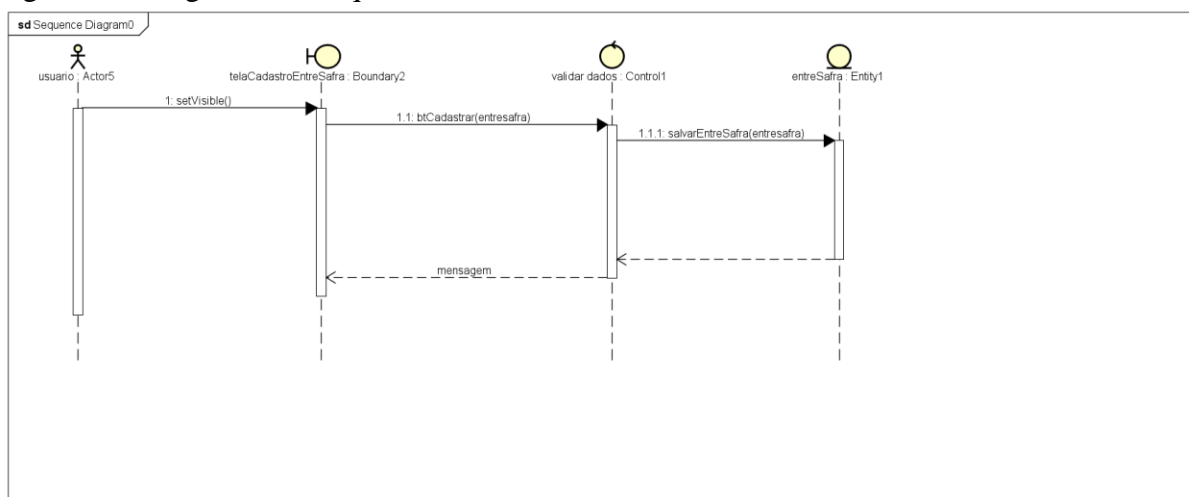 sd Sequence Diagram0
usuario : Actor5
telaCadastroEntreSafra : Boundary2
validar dados : Control1
entreSafra : Entity1
1: setVisible()
1.1: btCadastrar(entresafra)
1.1.1: salvarEntreSafra(entresafra)
mensagem